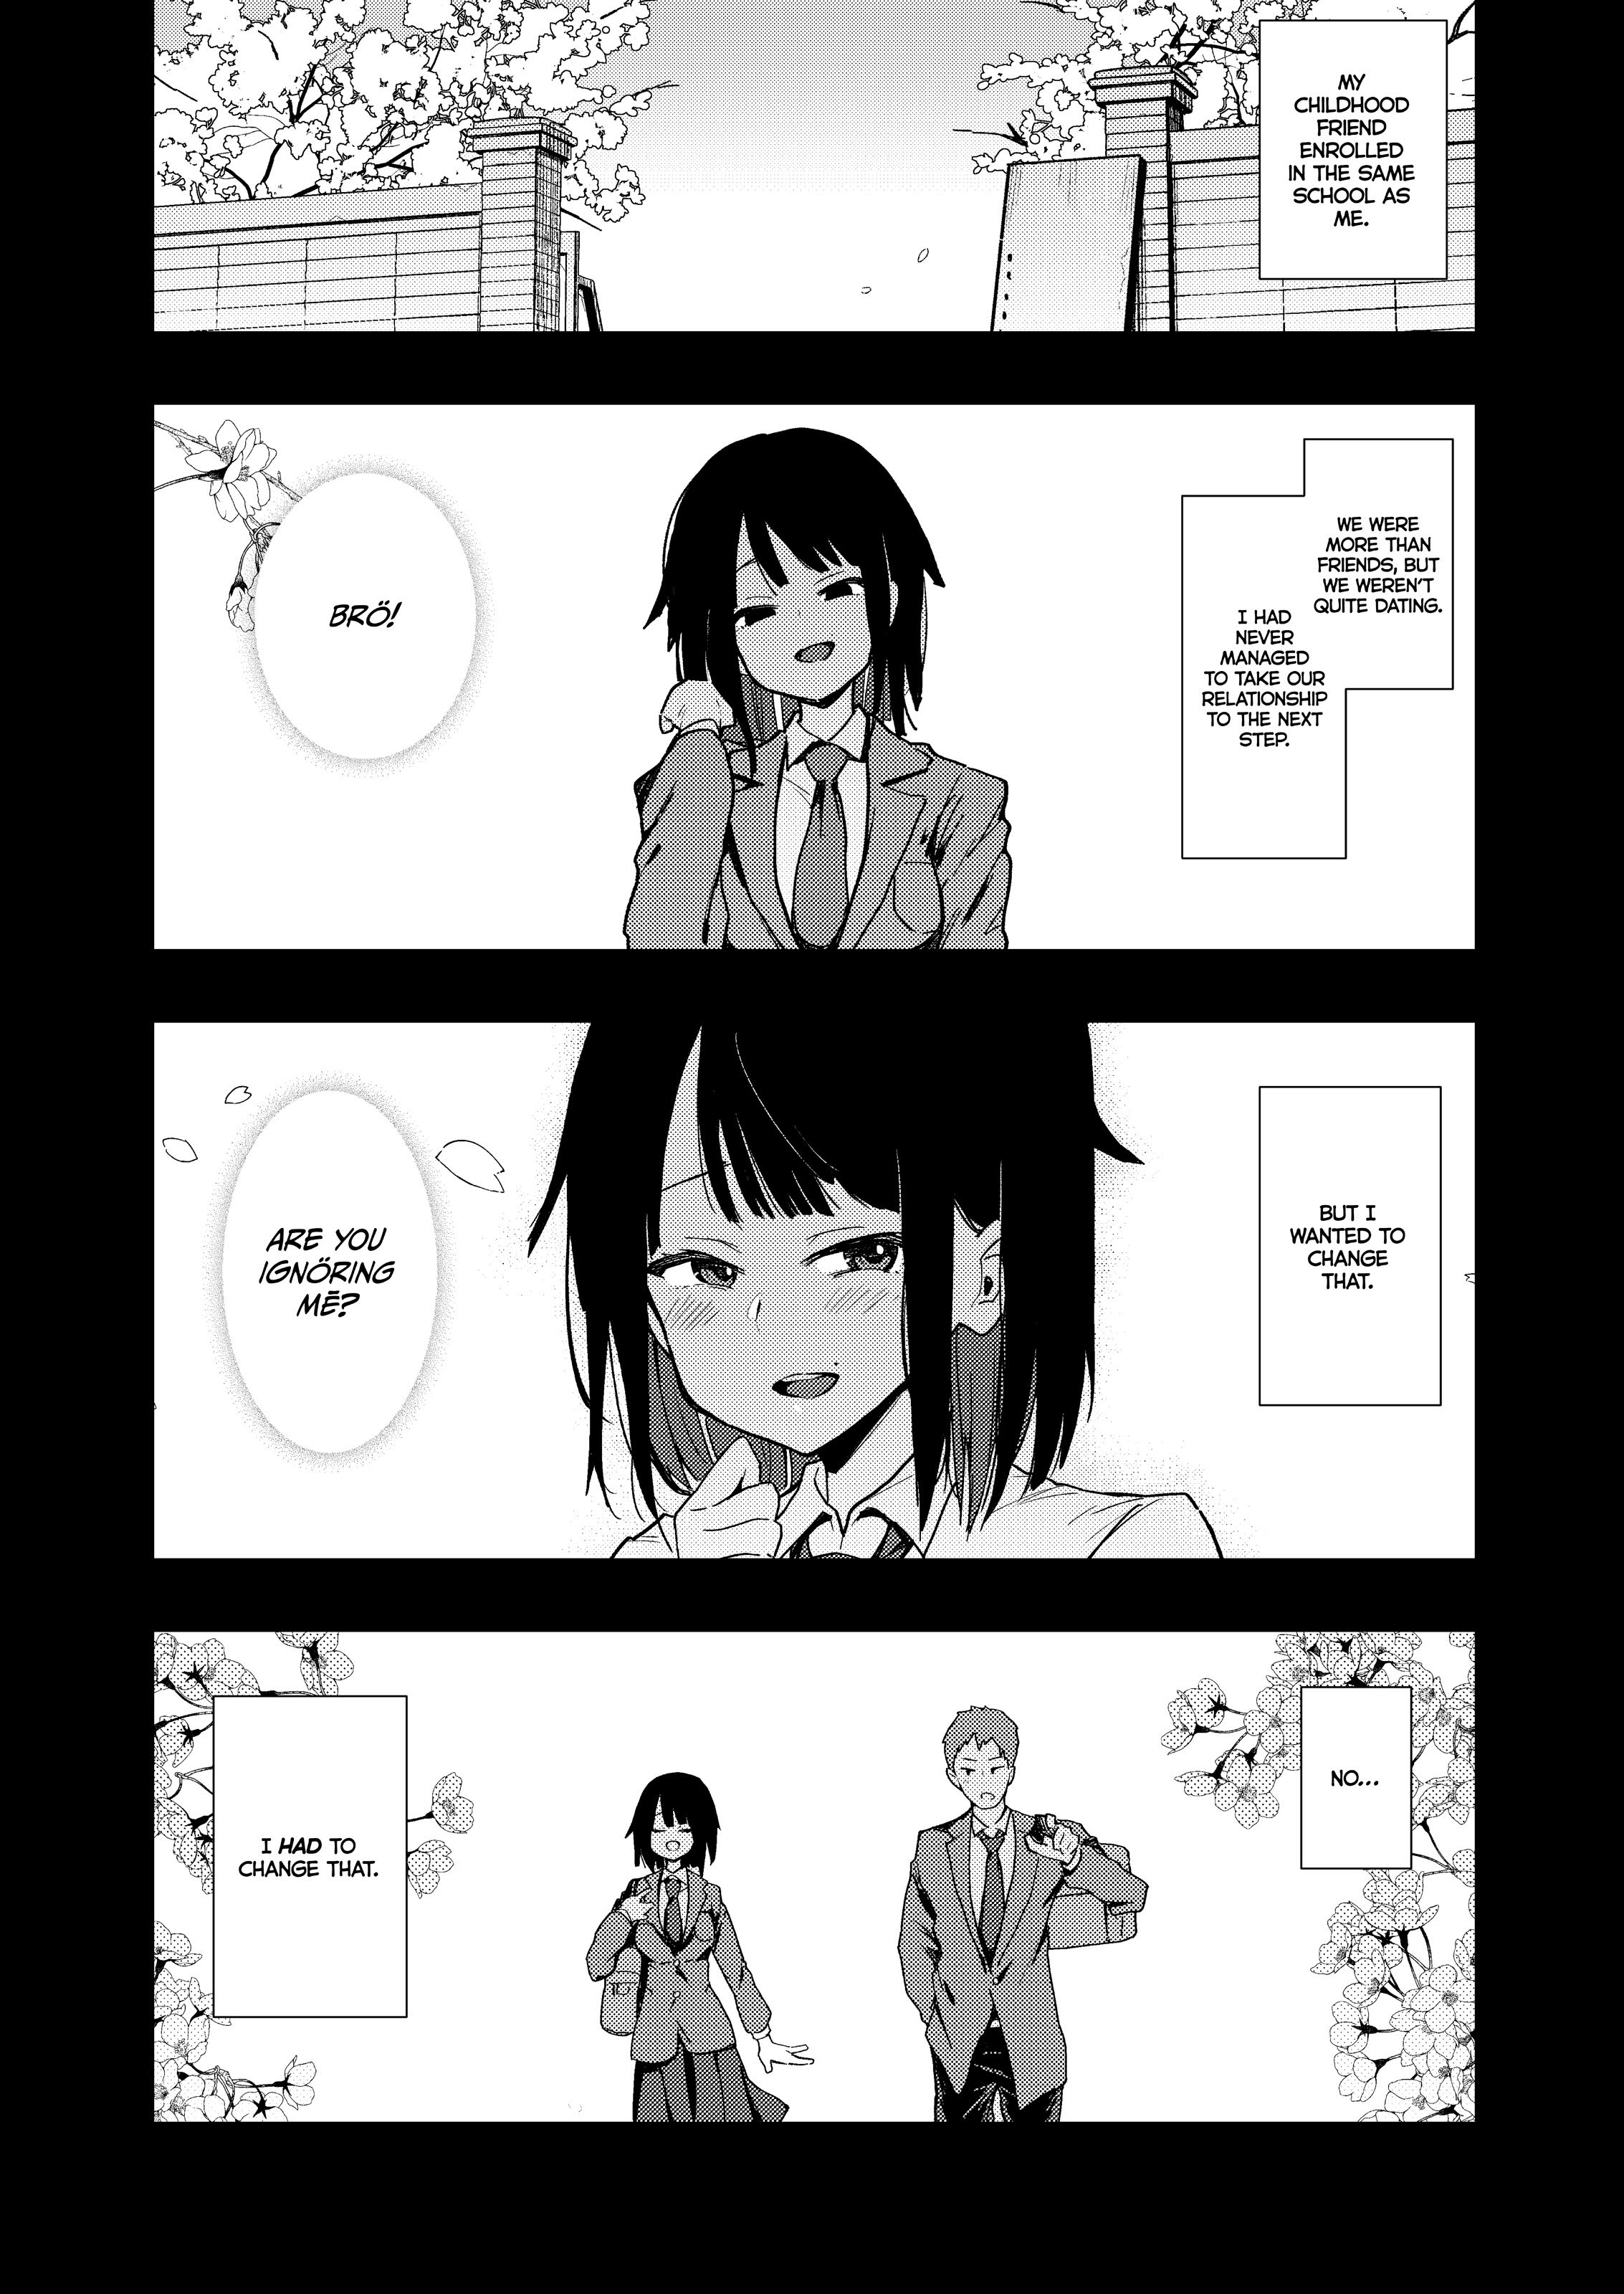 MY
CHILDHOOD
FRIEND
ENROLLED
IN THE SAME
SCHOOL AS
ME.
WE WERE
MORE THAN
FRIENDS, BUT
WE WEREN'T
QUITE DATING.
I HAD
NEVER
MANAGED
TO TAKE OUR
RELATIONSHIP
TO THE NEXT
STEP.
BRÖ!
BUT I
WANTED TO
CHANGE
THAT.
ARE YOU
IGNÖRING
MĒ?
NO...
I HAD TO
CHANGE THAT.